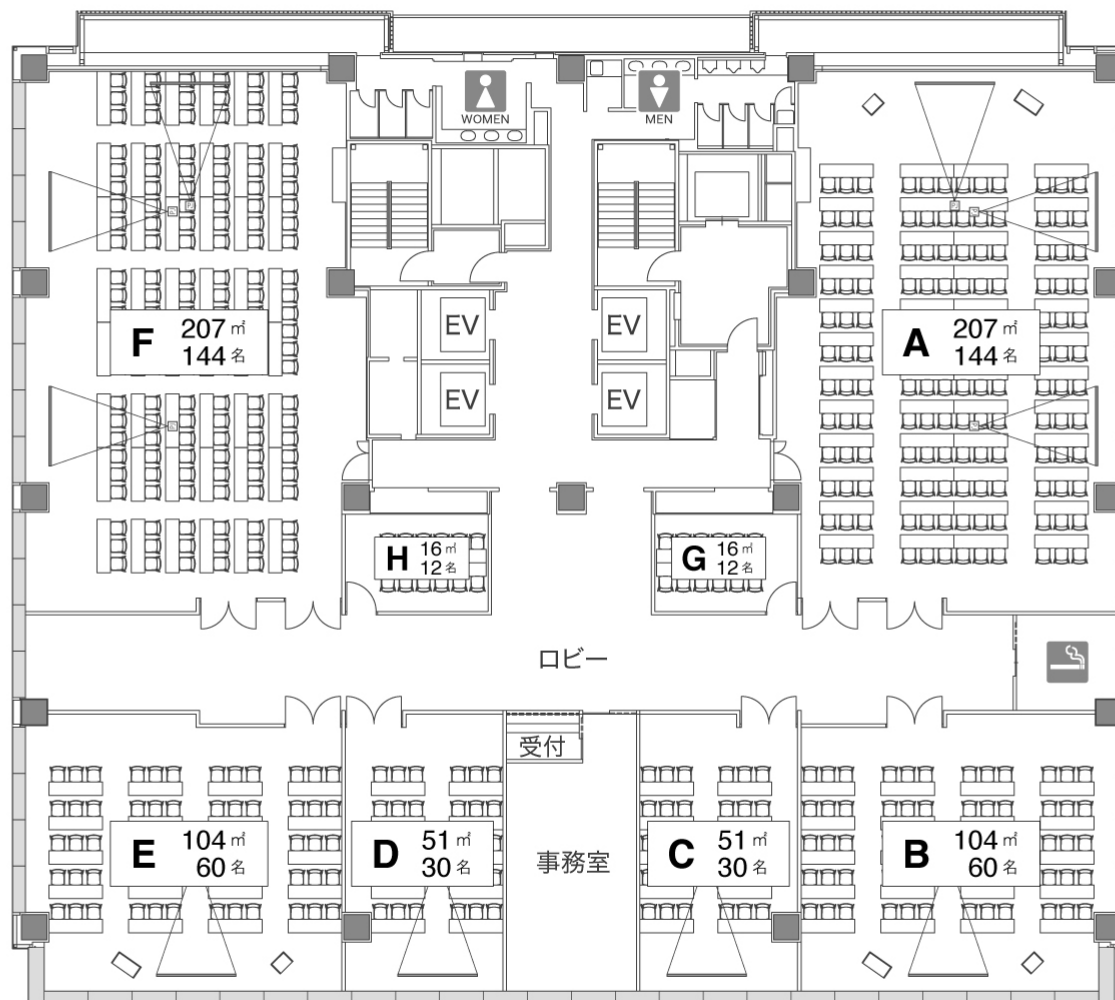 WOMEN
MEN
F 207㎡
144名
EV
EV
A 207㎡
144名
EV
EV
H 16㎡
12名
G 16㎡
12名
ロビー
受付
E 104㎡
60名
D 51㎡
30名
事務室
C 51㎡
30名
B 104㎡
60名